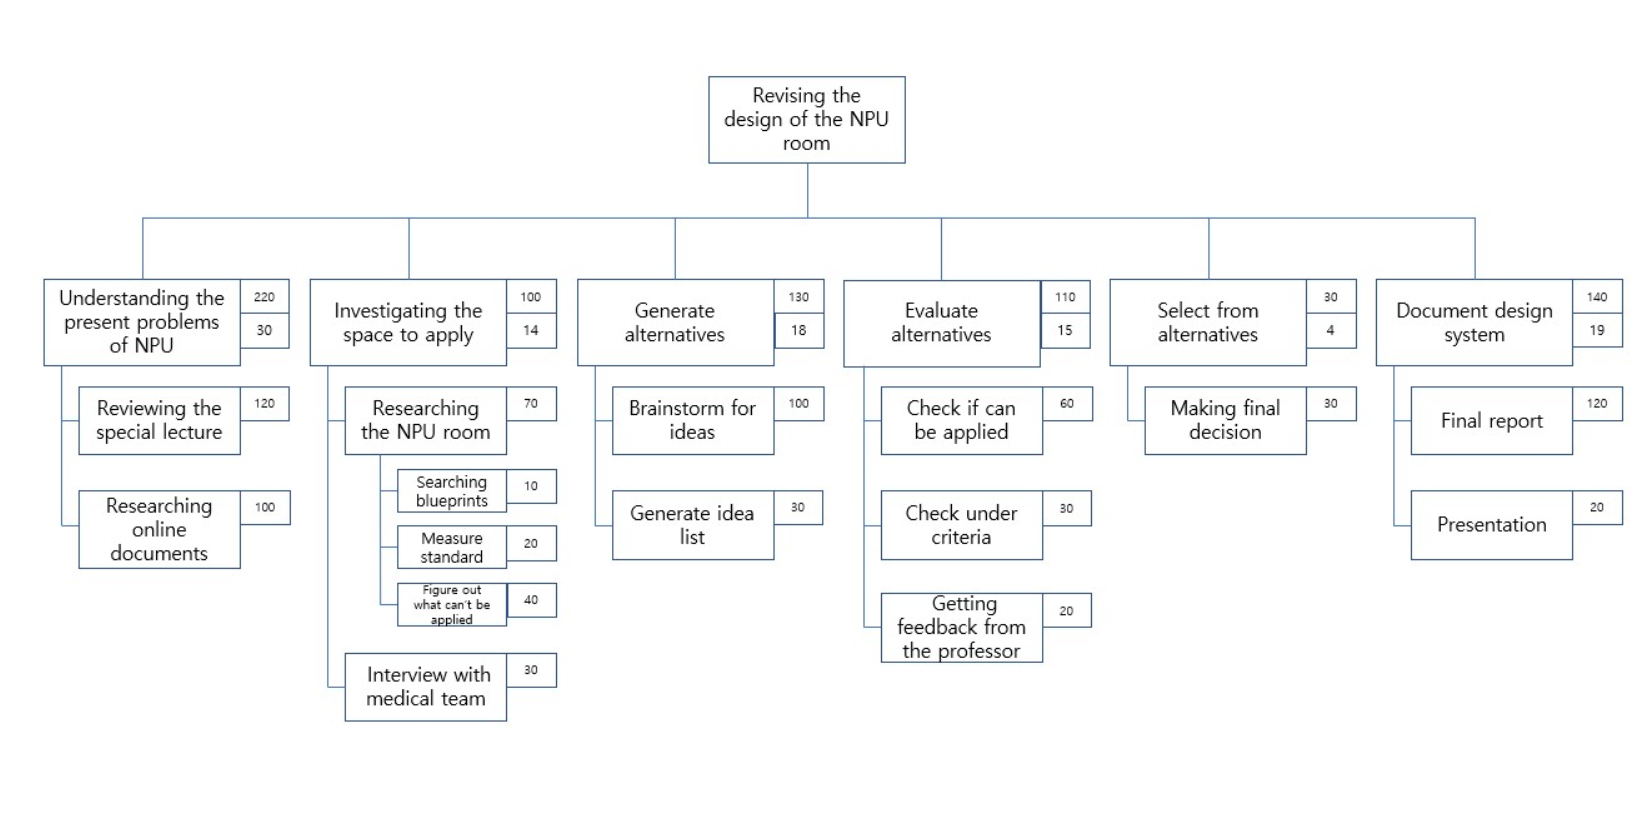 Revising the
design of the NPU
room
Understanding the
present problems
of NPU
220
30
Reviewing the
special lecture
120
Researching
online
documents
100
Investigating the
space to apply
100
14
Researching
the NPU room
70
Searching
blueprints
10
Measure
standard
20
Figure out
what can't be
applied
40
Interview with
medical team
30
Generate
alternatives
130
18
Brainstorm for
ideas
100
Generate idea
list
30
Evaluate
alternatives
110
15
Check if can
be applied
60
Check under
criteria
30
Getting
feedback from
the professor
20
Select from
alternatives
30
4
Making final
decision
30
Document design
system
140
19
Final report
120
Presentation
20